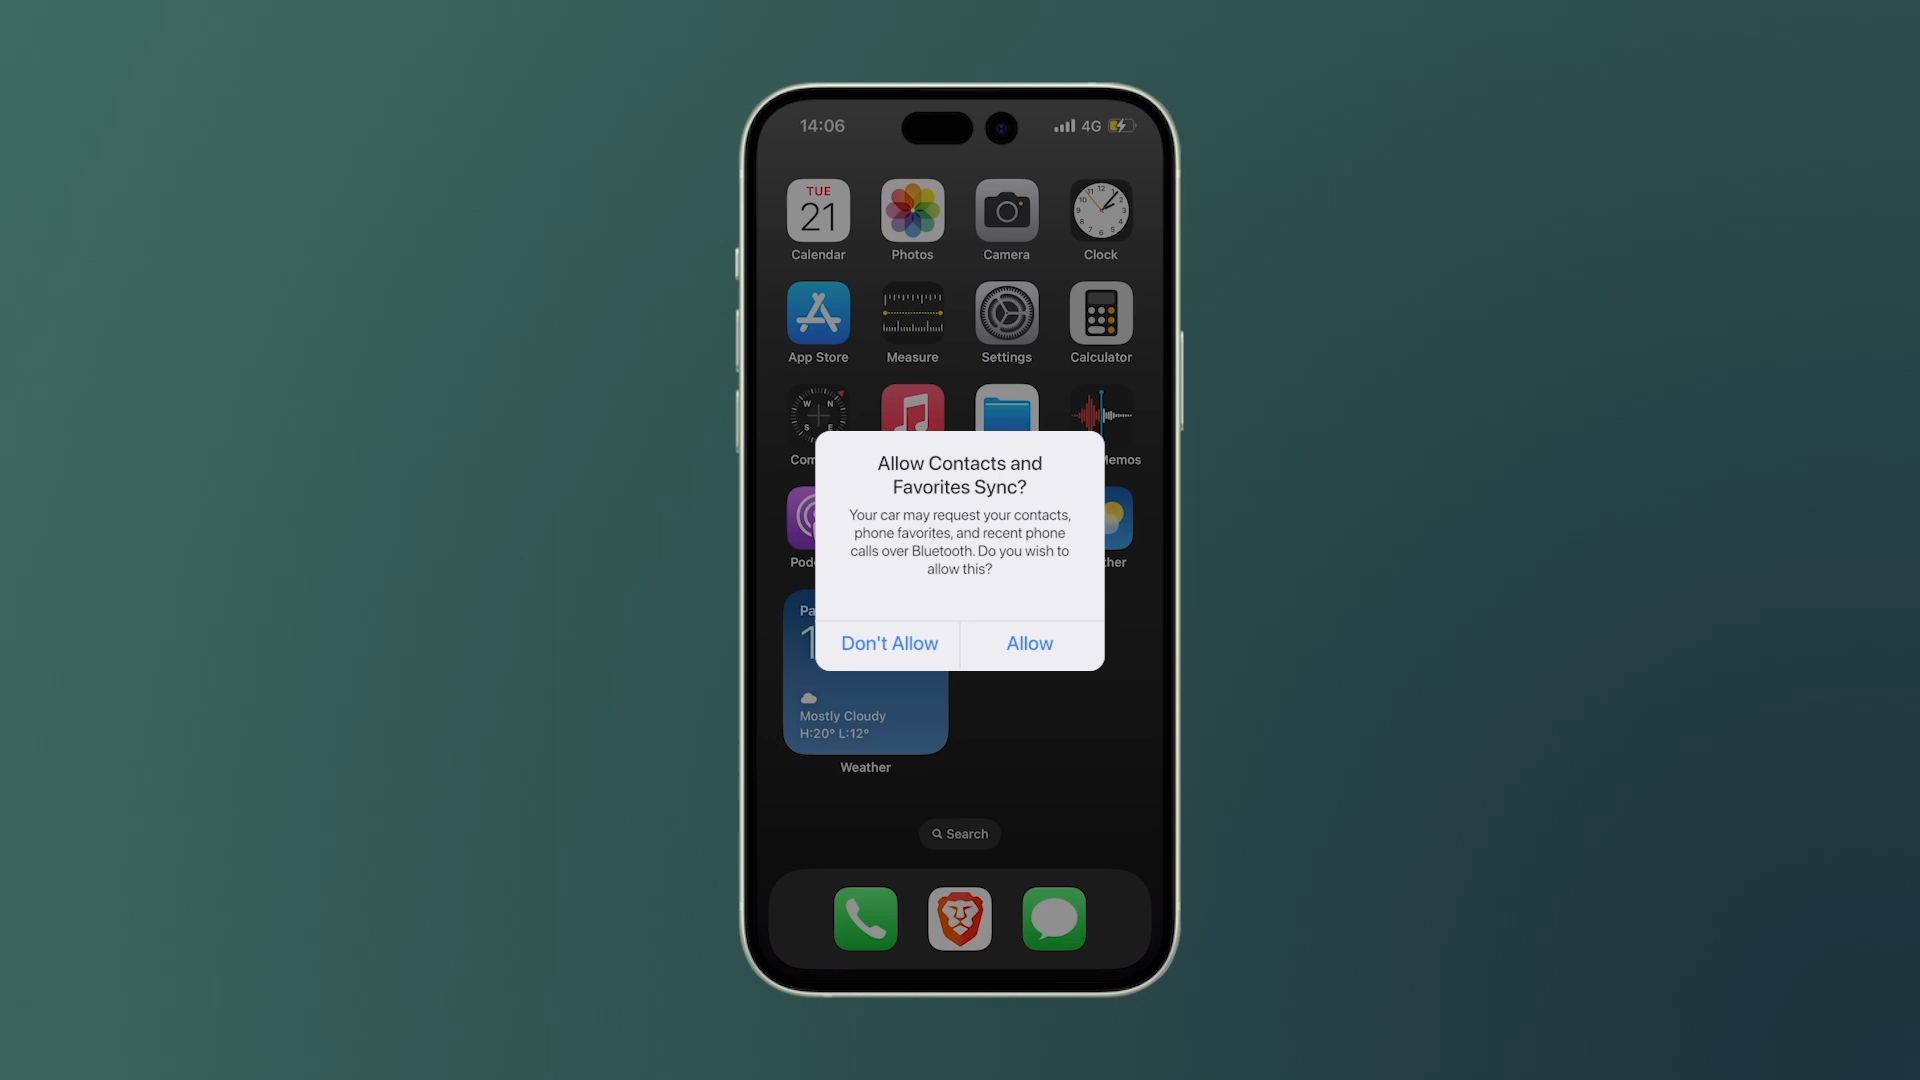 14:06
4G
TUE
21
Calendar
Photos
Camera
Clock
App Store
Measure
Settings
Calculator
W N
S E
Com
Memos
Allow Contacts and
Favorites Sync?
Your car may request your contacts,
phone favorites, and recent phone
calls over Bluetooth. Do you wish to
allow this?
Don't Allow
Allow
Pod
her
Pa
1
Mostly Cloudy
H:20° L:12°
Weather
Search